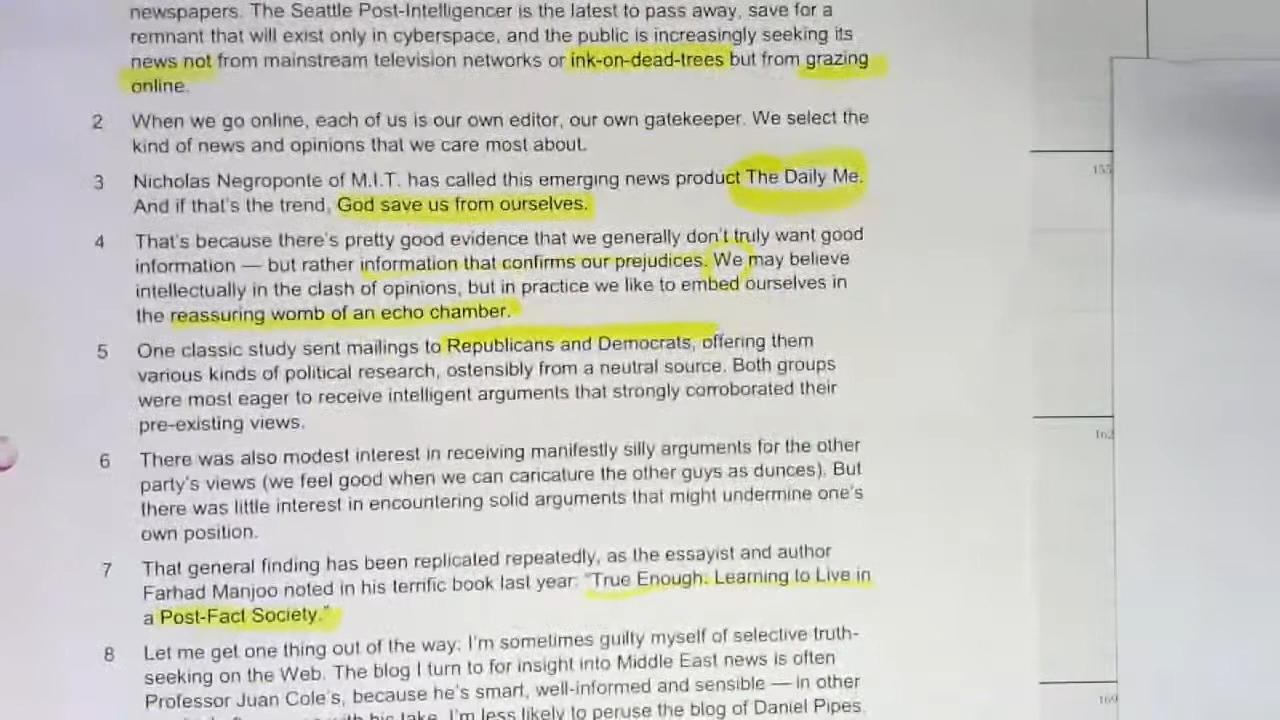 newspapers. The Seattle Post-Intelligencer is the latest to pass away, save for a
remnant that will exist only in cyberspace, and the public is increasingly seeking its
news not from mainstream television networks or ink-on-dead-trees but from grazing
online.
2 When we go online, each of us is our own editor, our own gatekeeper. We select the
kind of news and opinions that we care most about.
3 Nicholas Negroponte of M.I.T. has called this emerging news product The Daily Me.
And if that's the trend, God save us from ourselves.
4 That's because there's pretty good evidence that we generally don't truly want good
information — but rather information that confirms our prejudices. We may believe
intellectually in the clash of opinions, but in practice we like to embed ourselves in
the reassuring womb of an echo chamber.
5 One classic study sent mailings to Republicans and Democrats, offering them
various kinds of political research, ostensibly from a neutral source. Both groups
were most eager to receive intelligent arguments that strongly corroborated their
pre-existing views.
6 There was also modest interest in receiving manifestly silly arguments for the other
party's views (we feel good when we can caricature the other guys as dunces). But
there was little interest in encountering solid arguments that might undermine one's
own position.
7 That general finding has been replicated repeatedly, as the essayist and author
Farhad Manjoo noted in his terrific book last year: "True Enough: Learning to Live in
a Post-Fact Society."
8 Let me get one thing out of the way: I'm sometimes guilty myself of selective truth-
seeking on the Web. The blog I turn to for insight into Middle East news is often
Professor Juan Cole's, because he's smart, well-informed and sensible — in other
his take. I'm less likely to peruse the blog of Daniel Pipes,
155
162
169